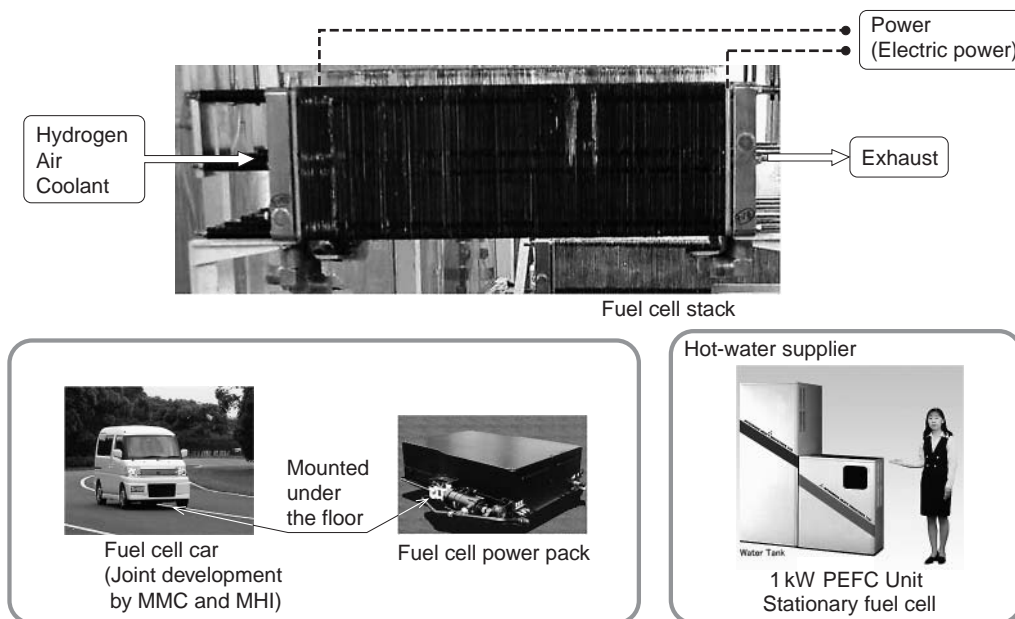 Power
(Electric power)
Hydrogen
Air
Coolant
Exhaust
Fuel cell stack
Mounted
under
the floor
Fuel cell car
(Joint development
by MMC and MHI)
Fuel cell power pack
Hot-water supplier
Water Tank
1 kW PEFC Unit
Stationary fuel cell